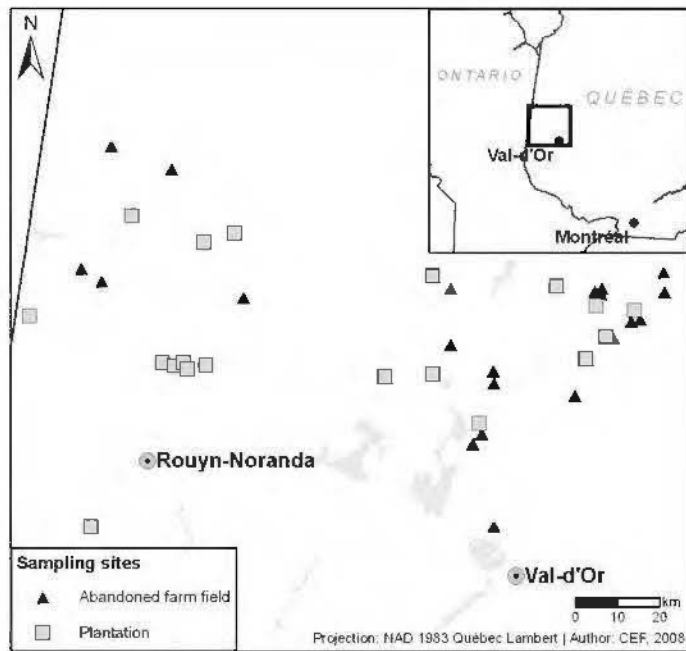 N
ONTARIO
QUÉBEC
Val-d'Or
Montréal
Rouyn-Noranda
Val-d'Or
Sampling sites
Abandoned farm field
Plantation
km
0 10 20
Projection: NAD 1983 Québec Lambert | Author: CEF, 2008